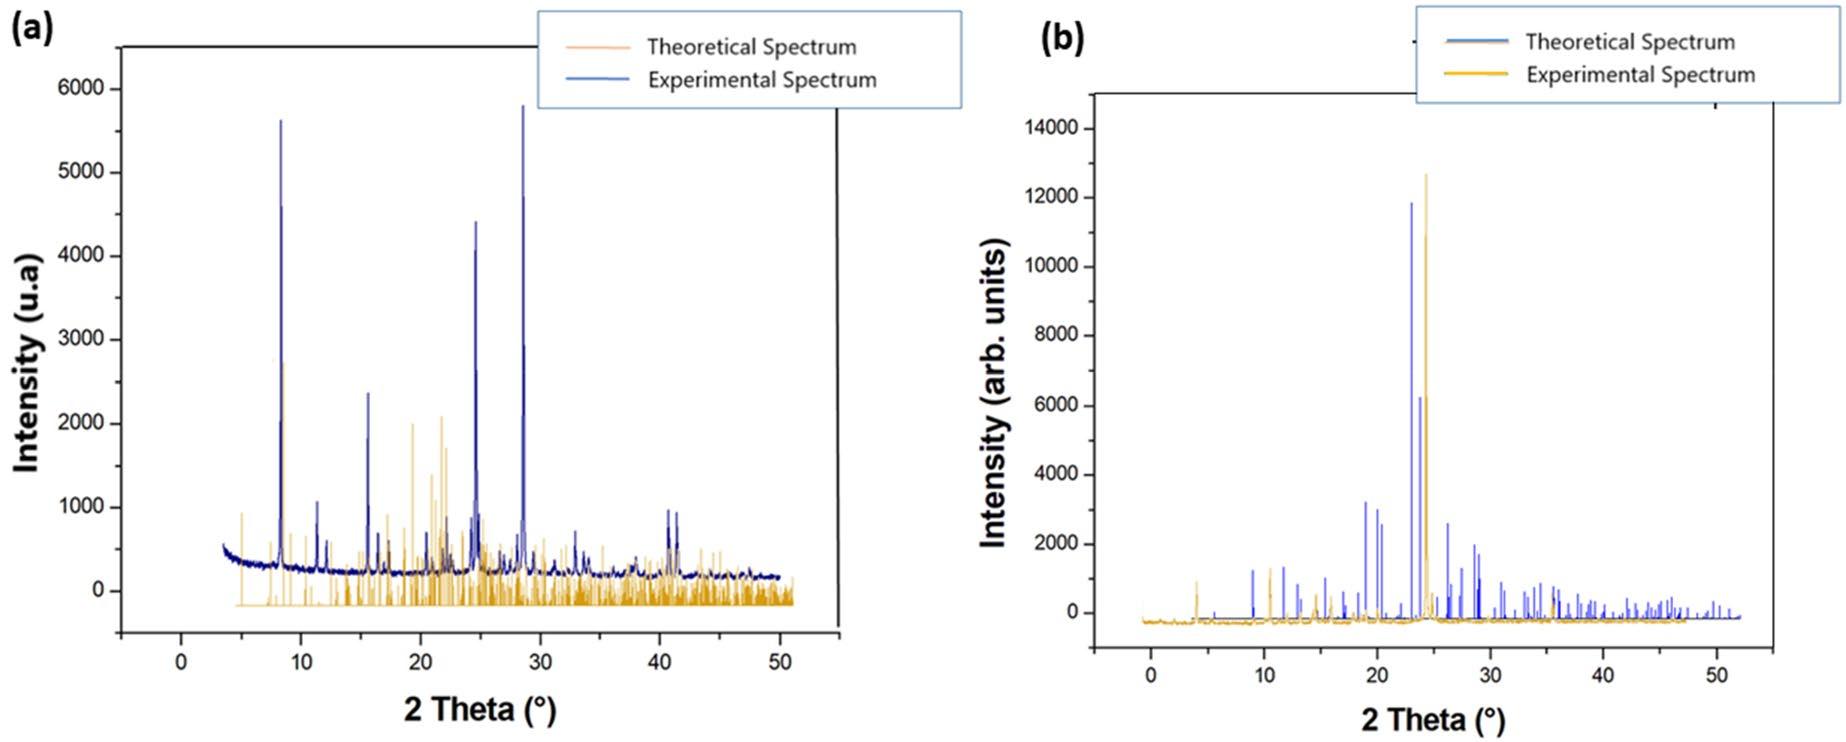 (a)
Theoretical Spectrum
Experimental Spectrum
6000
5000
4000
3000
2000
1000
0
Intensity (u.a)
0 10 20 30 40 50
2 Theta (°)
(b)
Theoretical Spectrum
Experimental Spectrum
14000
12000
10000
8000
6000
4000
2000
0
Intensity (arb. units)
0 10 20 30 40 50
2 Theta (°)